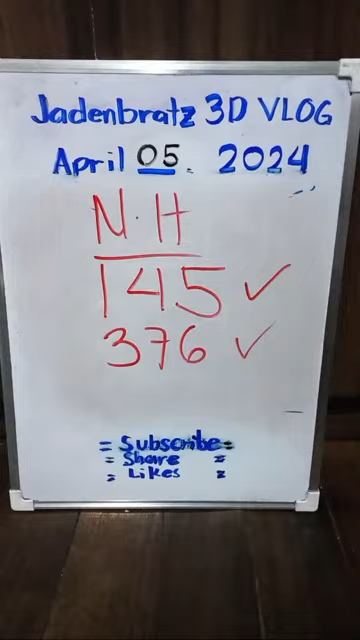 Jadenbratz 3D VLOG
April 05. 2024
N.H
145 ✓
376 ✓
= Subscribe =
= Share =
= Likes =